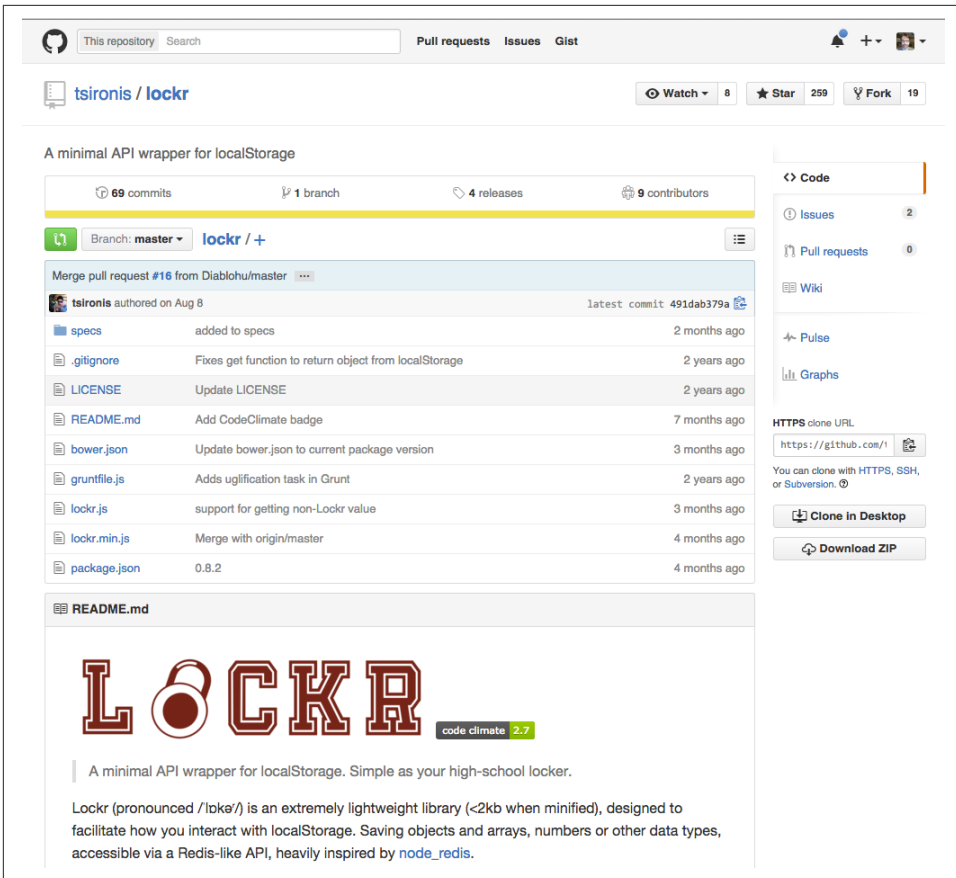 This repository Search Pull requests Issues Gist
tsironis / lockr Watch 8 Star 259 Fork 19
A minimal API wrapper for localStorage
69 commits 1 branch 4 releases 9 contributors
Branch: master lockr / +
Merge pull request #16 from Diablohu/master ...
tsironis authored on Aug 8 latest commit 491dab379a
specs added to specs 2 months ago
.gitignore Fixes get function to return object from localStorage 2 years ago
LICENSE Update LICENSE 2 years ago
README.md Add CodeClimate badge 7 months ago
bower.json Update bower.json to current package version 3 months ago
gruntfile.js Adds uglification task in Grunt 2 years ago
lockr.js support for getting non-Lockr value 3 months ago
lockr.min.js Merge with origin/master 4 months ago
package.json 0.8.2 4 months ago
Code
Issues 2
Pull requests 0
Wiki
Pulse
Graphs
HTTPS clone URL
https://github.com/t
You can clone with HTTPS, SSH,
or Subversion.
Clone in Desktop
Download ZIP
README.md
LOCKR
code climate 2.7
A minimal API wrapper for localStorage. Simple as your high-school locker.
Lockr (pronounced /ˈlɒkəʳ/) is an extremely lightweight library (<2kb when minified), designed to
facilitate how you interact with localStorage. Saving objects and arrays, numbers or other data types,
accessible via a Redis-like API, heavily inspired by node_redis.